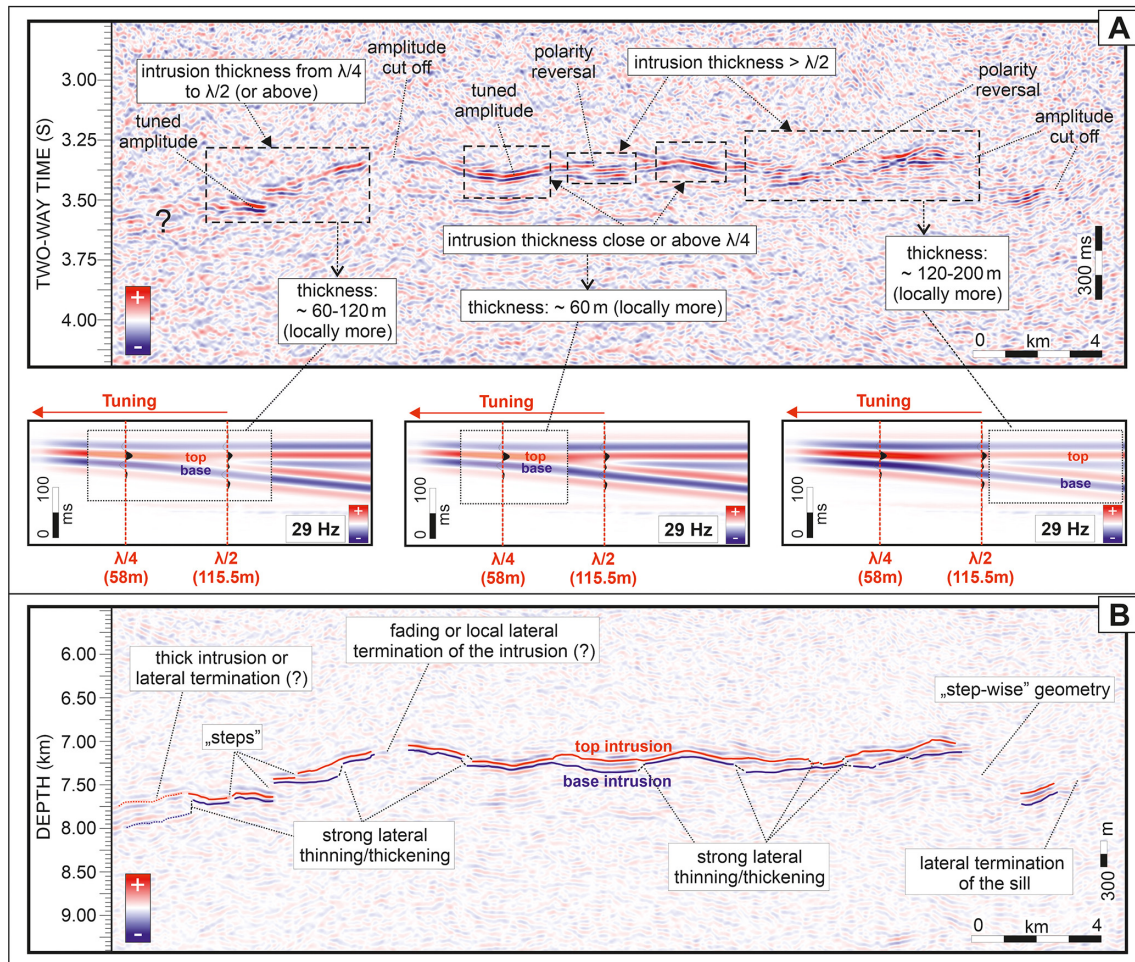 A
TWO-WAY TIME (S)
3.00
3.25
3.50
3.75
4.00
intrusion thickness from λ/4
to λ/2 (or above)
amplitude
cut off
tuned
amplitude
polarity
reversal
tuned
amplitude
intrusion thickness > λ/2
polarity
reversal
amplitude
cut off
?
intrusion thickness close or above λ/4
thickness:
~ 60-120 m
(locally more)
thickness: ~ 60 m (locally more)
thickness:
~ 120-200 m
(locally more)
300 ms
+
-
0 km 4
Tuning
top
base
0 100
ms
29 Hz
+
-
λ/4
(58m)
λ/2
(115.5m)
Tuning
top
base
0 100
ms
29 Hz
+
-
λ/4
(58m)
λ/2
(115.5m)
Tuning
top
base
0 100
ms
29 Hz
+
-
λ/4
(58m)
λ/2
(115.5m)
B
DEPTH (km)
6.00
6.50
7.00
7.50
8.00
8.50
9.00
thick intrusion or
lateral termination (?)
fading or local lateral
termination of the intrusion (?)
„steps”
„step-wise” geometry
top intrusion
base intrusion
strong lateral
thinning/thickening
strong lateral
thinning/thickening
lateral termination
of the sill
300 m
+
-
0 km 4